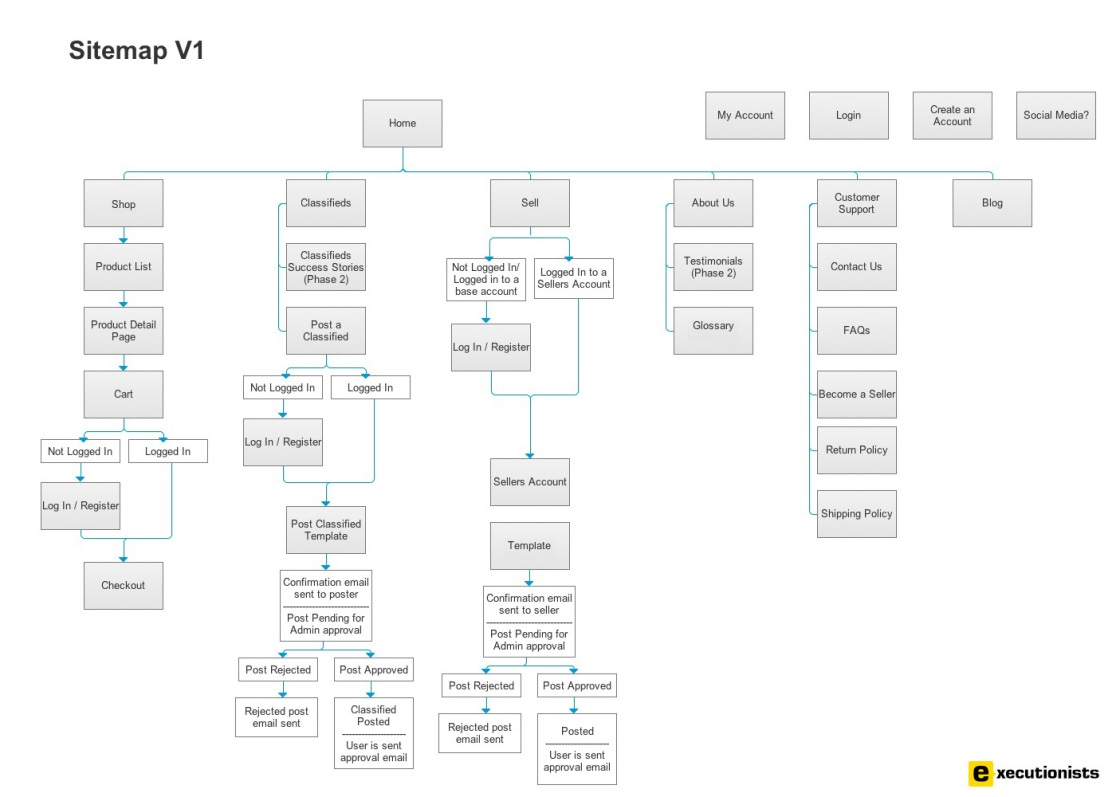 Sitemap V1
Home
My Account
Login
Create an
Account
Social Media?
Shop
Product List
Product Detail
Page
Cart
Not Logged In
Logged In
Log In / Register
Checkout
Classifieds
Classifieds
Success Stories
(Phase 2)
Post a
Classified
Not Logged In
Logged In
Log In / Register
Post Classified
Template
Confirmation email
sent to poster
Post Pending for
Admin approval
Post Rejected
Post Approved
Rejected post
email sent
Classified
Posted
User is sent
approval email
Sell
Not Logged In/
Logged in to a
base account
Logged In to a
Sellers Account
Log In / Register
Sellers Account
Template
Confirmation email
sent to seller
Post Pending for
Admin approval
Post Rejected
Post Approved
Rejected post
email sent
Posted
User is sent
approval email
About Us
Testimonials
(Phase 2)
Glossary
Customer
Support
Contact Us
FAQs
Become a Seller
Return Policy
Shipping Policy
Blog
executionists